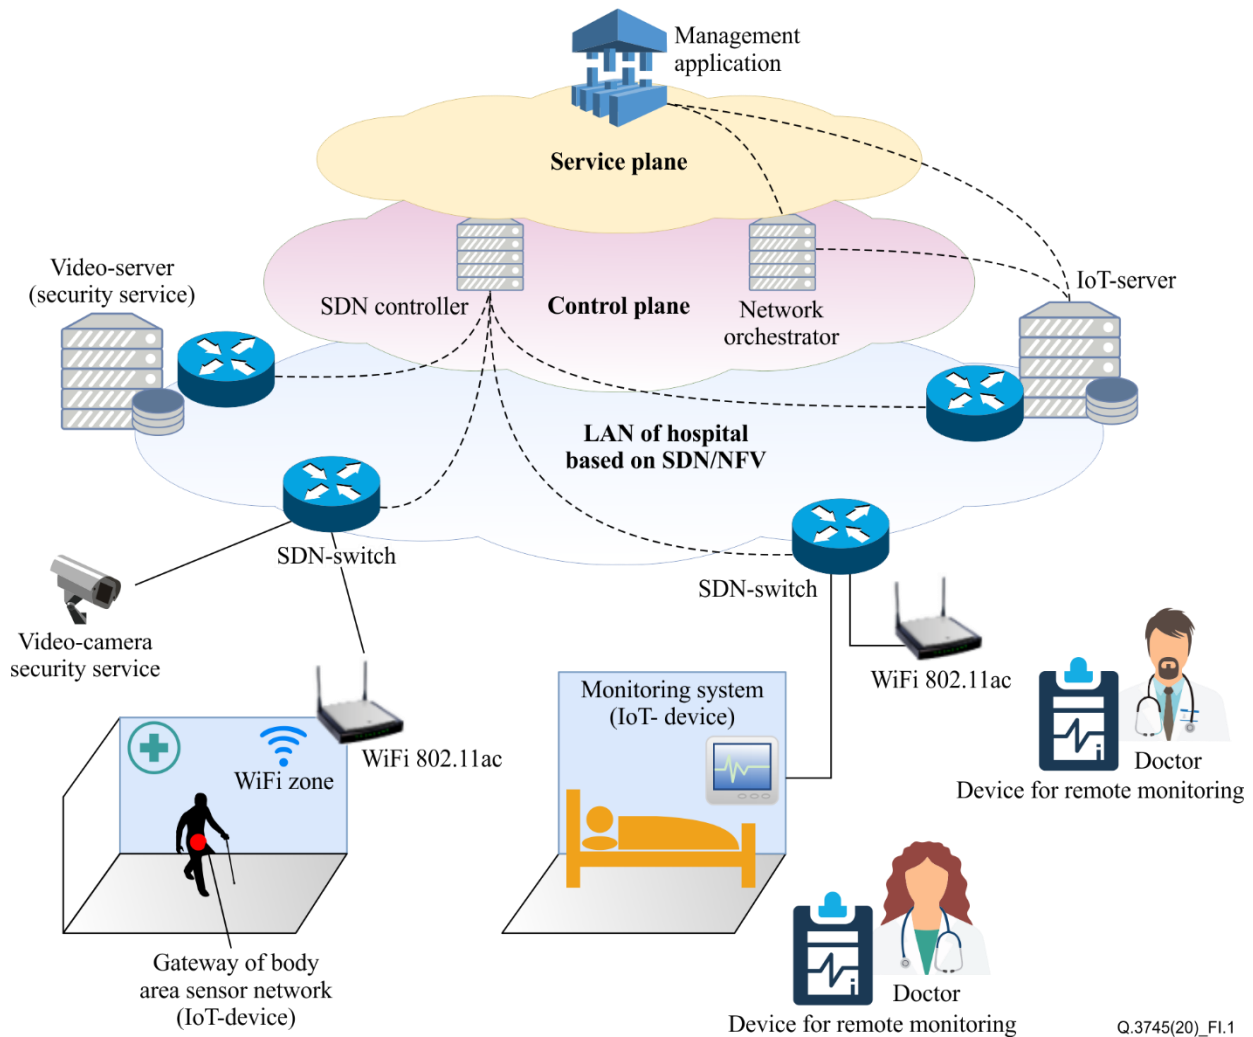 Management
application
Service plane
Video-server
(security service)
SDN controller
Control plane
Network
orchestrator
IoT-server
LAN of hospital
based on SDN/NFV
SDN-switch
SDN-switch
Video-camera
security service
WiFi 802.11ac
Monitoring system
(IoT- device)
WiFi zone
WiFi 802.11ac
Doctor
Device for remote monitoring
Gateway of body
area sensor network
(IoT-device)
i
i
Doctor
Device for remote monitoring
Q.3745(20)_FI.1